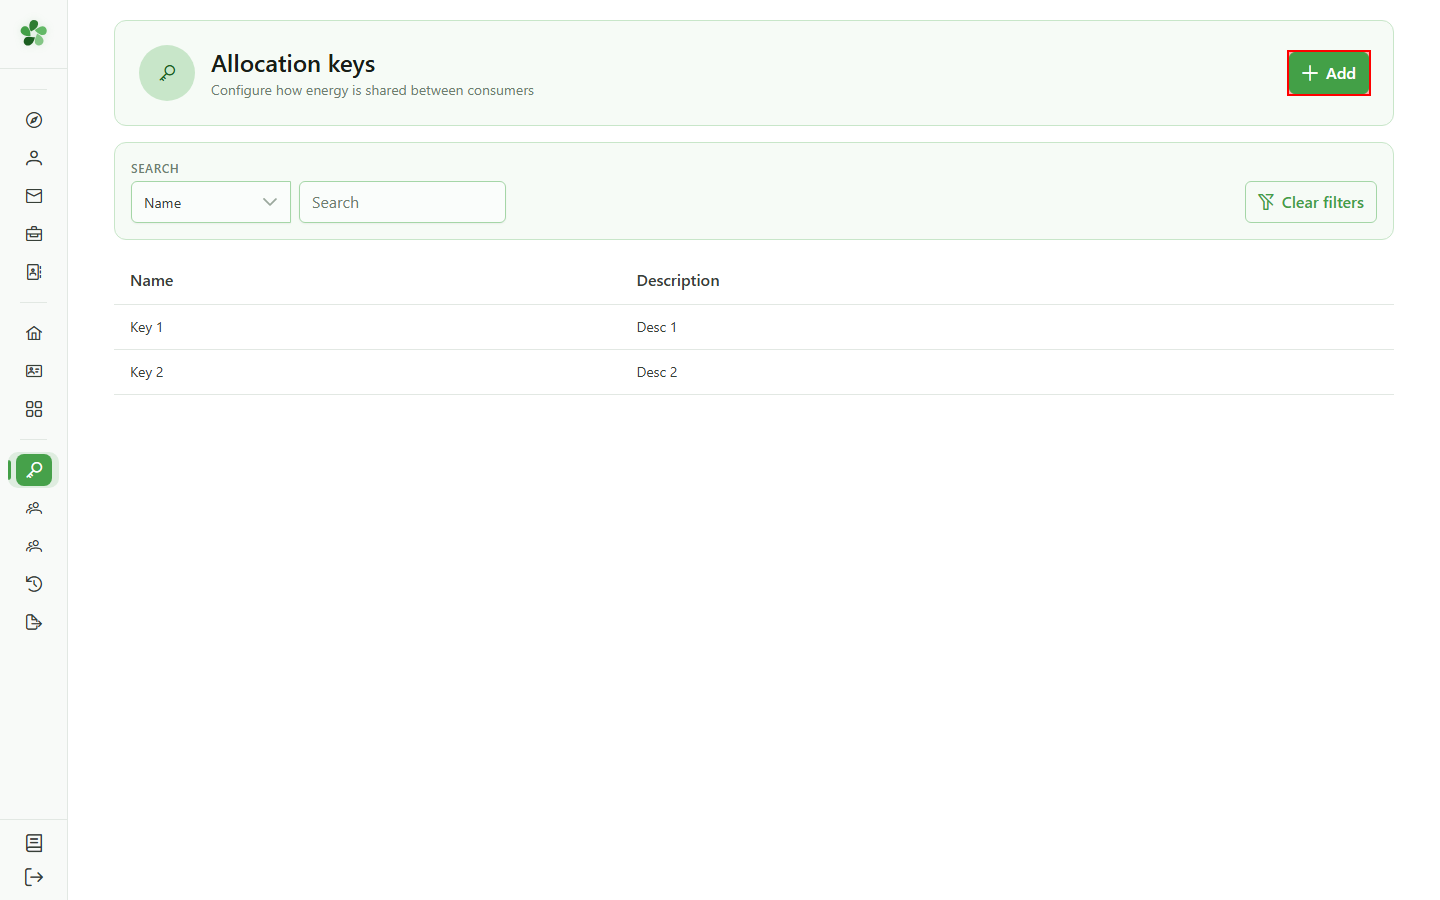 Allocation keys
Configure how energy is shared between consumers
Add
SEARCH
Name
Search
Clear filters
Name Description
Key 1 Desc 1
Key 2 Desc 2